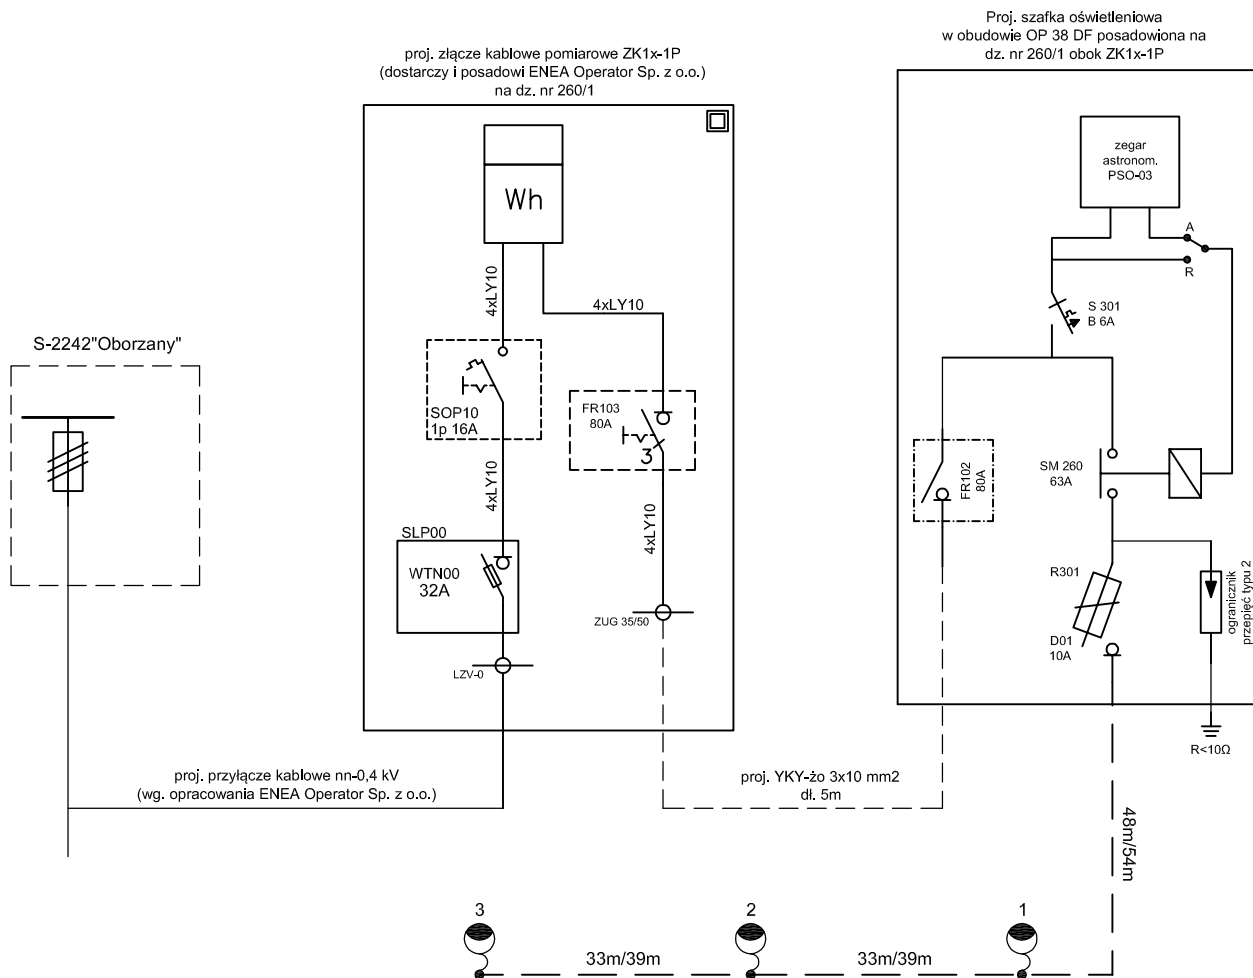 Proj. szafka oświetleniowa
w obudowie OP 38 DF posadowiona na
dz. nr 260/1 obok ZK1x-1P
proj. złącze kablowe pomiarowe ZK1x-1P
(dostarczy i posadowi ENEA Operator Sp. z o.o.)
na dz. nr 260/1
zegar
astronom.
PSO-03
Wh
A
R
4xLY10
4xLY10
S 301
B 6A
S-2242"Oborzany"
SOP10
1p 16A
FR103
80A
3
FR102
80A
SM 260
63A
4xLY10
4xLY10
SLP00
WTN00
32A
R301
D01
10A
ogranicznik
przepięć typu 2
ZUG 35/50
LZV-0
R<10Ω
proj. przyłącze kablowe nn-0,4 kV
(wg. opracowania ENEA Operator Sp. z o.o.)
proj. YKY-żo 3x10 mm2
dł. 5m
48m/54m
3
2
1
33m/39m
33m/39m